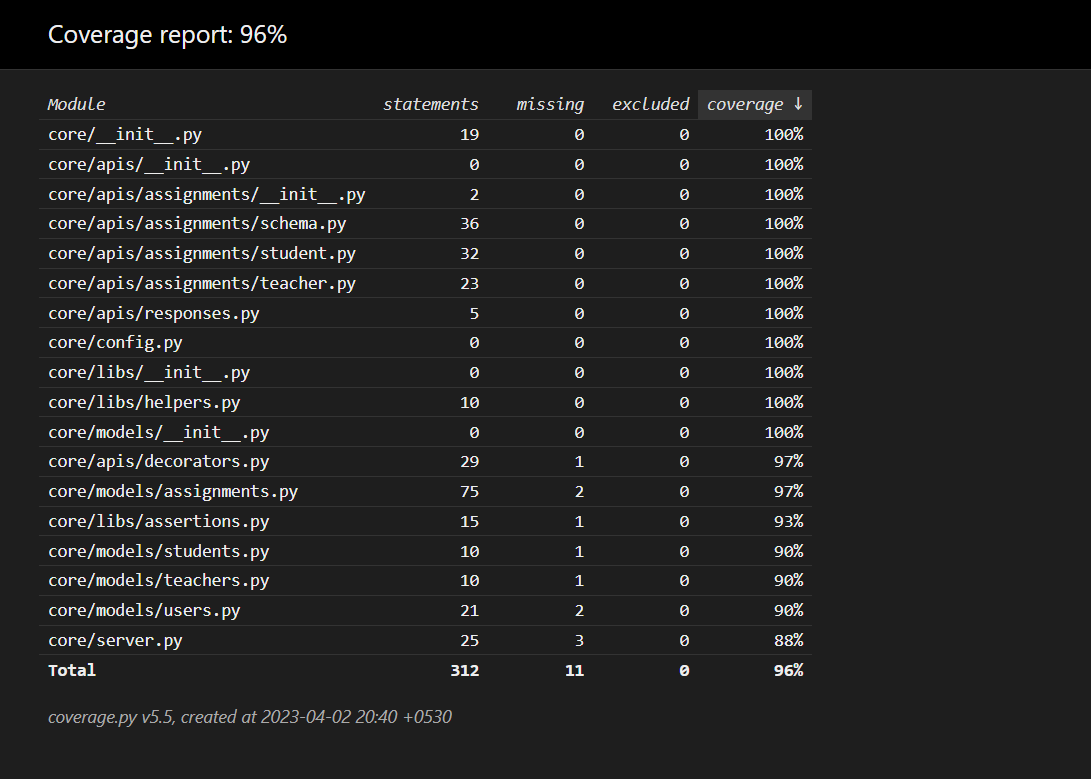 Coverage report: 96%
Module statements missing excluded coverage ↓
core/__init__.py 19 0 0 100%
core/apis/__init__.py 0 0 0 100%
core/apis/assignments/__init__.py 2 0 0 100%
core/apis/assignments/schema.py 36 0 0 100%
core/apis/assignments/student.py 32 0 0 100%
core/apis/assignments/teacher.py 23 0 0 100%
core/apis/responses.py 5 0 0 100%
core/config.py 0 0 0 100%
core/libs/__init__.py 0 0 0 100%
core/libs/helpers.py 10 0 0 100%
core/models/__init__.py 0 0 0 100%
core/apis/decorators.py 29 1 0 97%
core/models/assignments.py 75 2 0 97%
core/libs/assertions.py 15 1 0 93%
core/models/students.py 10 1 0 90%
core/models/teachers.py 10 1 0 90%
core/models/users.py 21 2 0 90%
core/server.py 25 3 0 88%
Total 312 11 0 96%
coverage.py v5.5, created at 2023-04-02 20:40 +0530